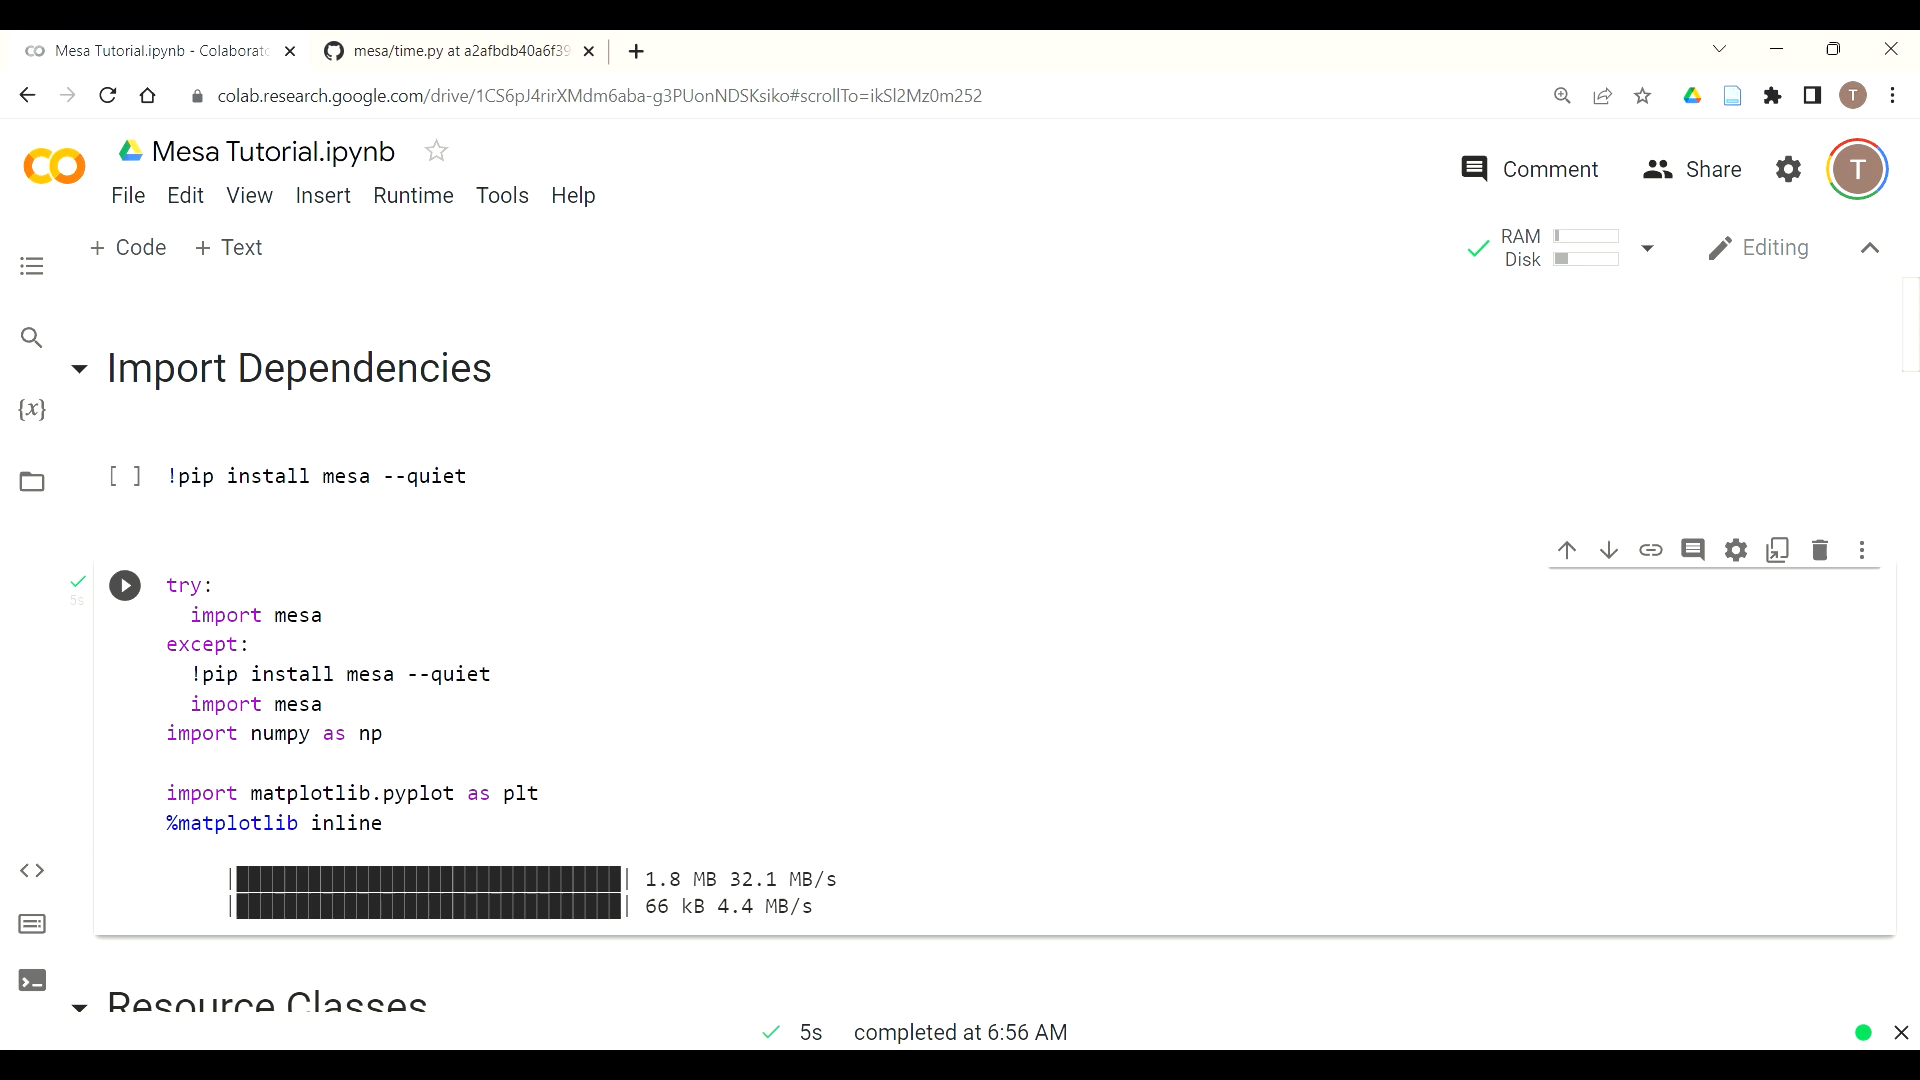 Mesa Tutorial.ipynb - Colaborat
mesa/time.py at a2afbdb40a6f39
colab.research.google.com/drive/1CS6pJ4rirXMdm6aba-g3PUonNDSKsiko#scrollTo=ikSl2Mz0m252
T
Mesa Tutorial.ipynb
Comment
Share
T
File Edit View Insert Runtime Tools Help
+ Code + Text
RAM
Disk
Editing
Import Dependencies
{x}
[ ] !pip install mesa --quiet
5s
try:
import mesa
except:
!pip install mesa --quiet
import mesa
import numpy as np
import matplotlib.pyplot as plt
%matplotlib inline
1.8 MB 32.1 MB/s
66 kB 4.4 MB/s
Resource Classes
5s completed at 6:56 AM